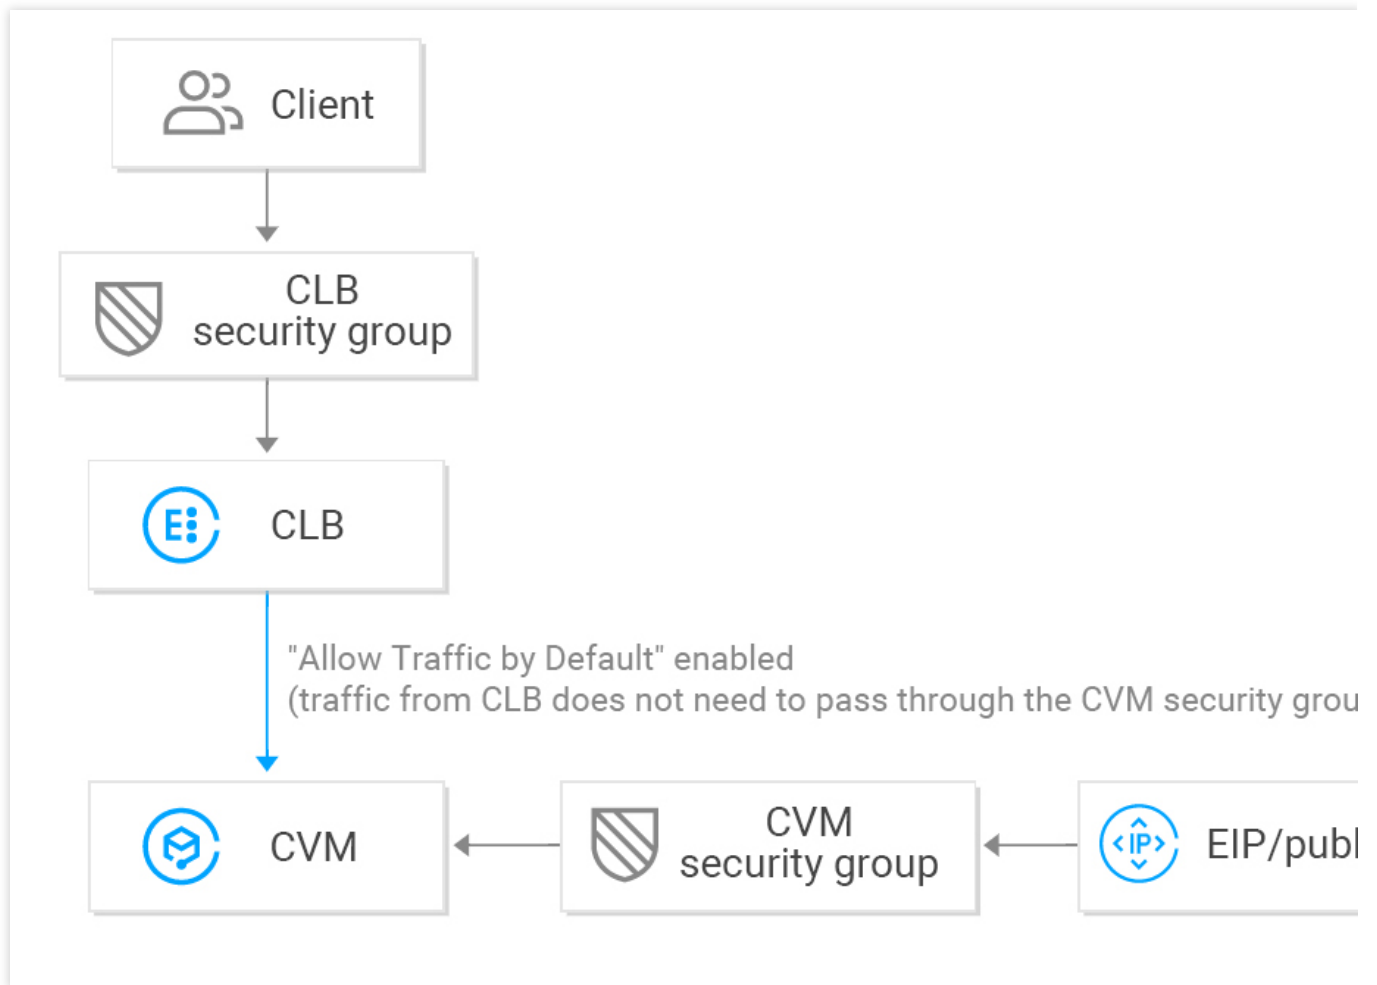 Client
CLB
security group
E
CLB
"Allow Traffic by Default" enabled
(traffic from CLB does not need to pass through the CVM security grou
CVM
CVM
security group
<IP>
EIP/publ